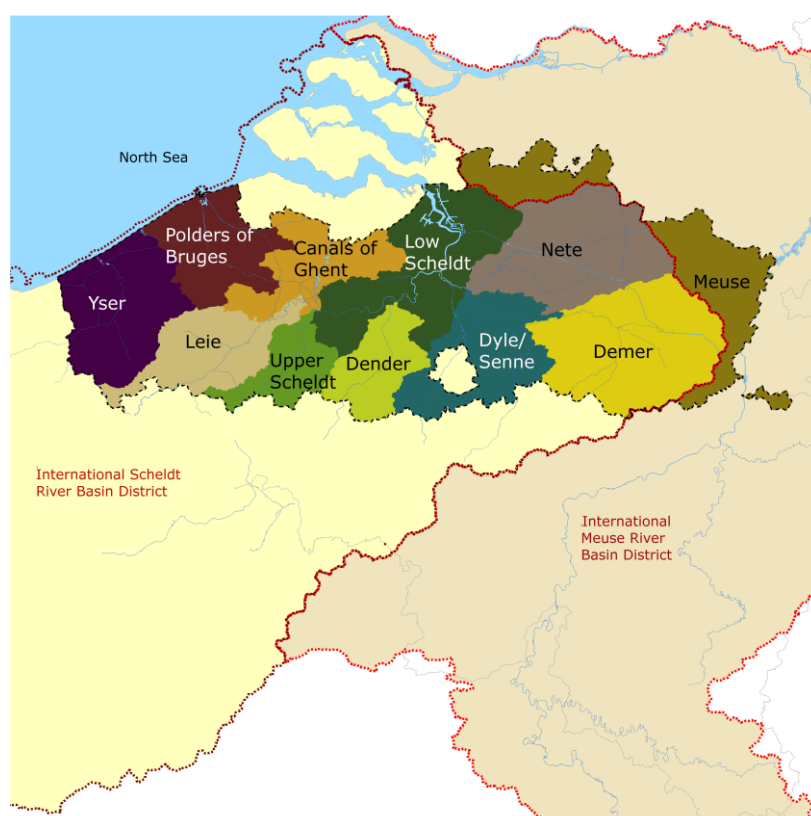 North Sea
Polders of
Bruges
Canals of
Ghent
Low
Scheldt
Nete
Meuse
Yser
Leie
Upper
Scheldt
Dender
Dyle/
Senne
Demer
International Scheldt
River Basin District
International
Meuse River
Basin District